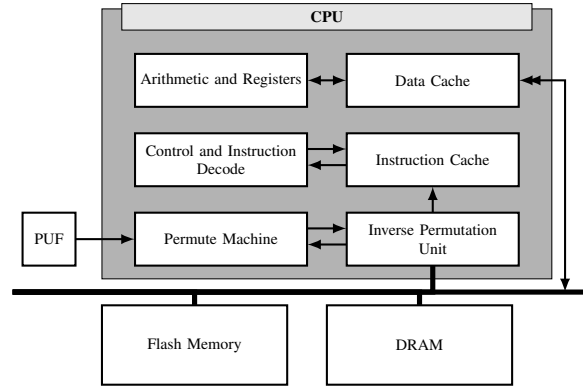 CPU
Arithmetic and Registers
Data Cache
Control and Instruction
Decode
Instruction Cache
PUF
Permute Machine
Inverse Permutation
Unit
Flash Memory
DRAM